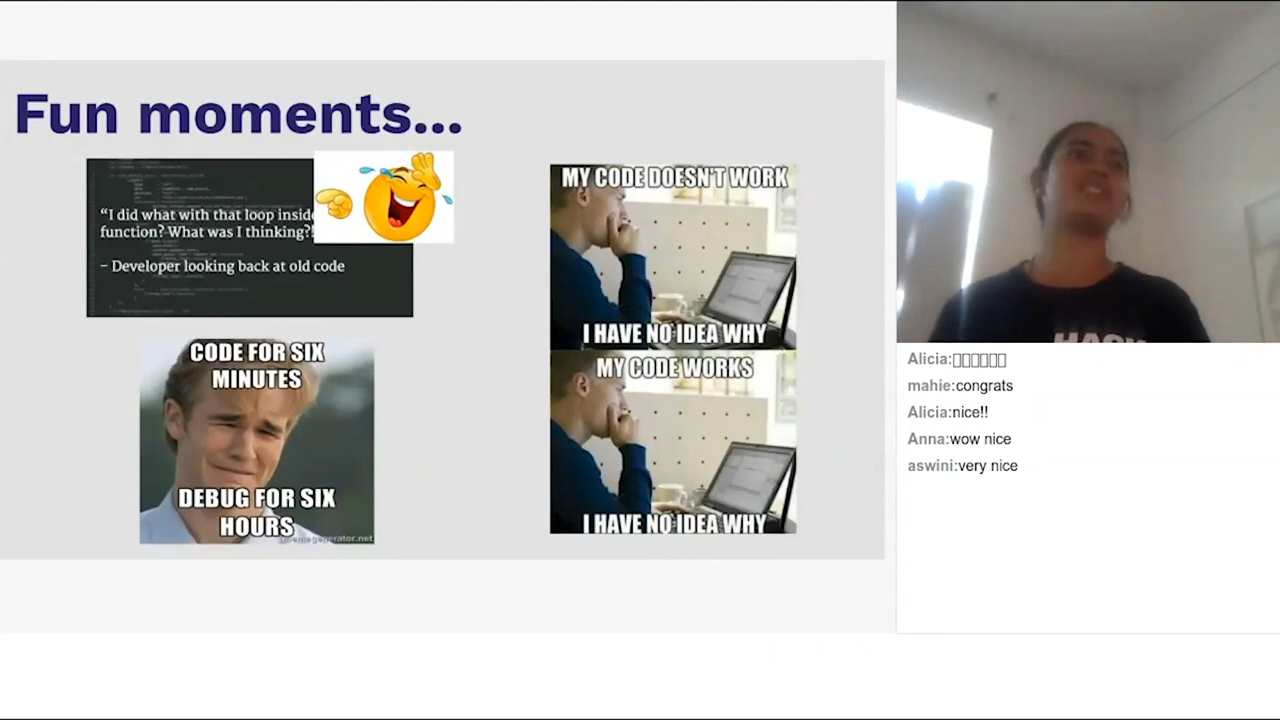 Fun moments...
“I did what with that loop inside
function? What was I thinking?!
– Developer looking back at old code
CODE FOR SIX
MINUTES
DEBUG FOR SIX
HOURS
MY CODE DOESN'T WORK
I HAVE NO IDEA WHY
MY CODE WORKS
I HAVE NO IDEA WHY
HACK
Alicia:
mahie:congrats
Alicia:nice!!
Anna:wow nice
aswini:very nice